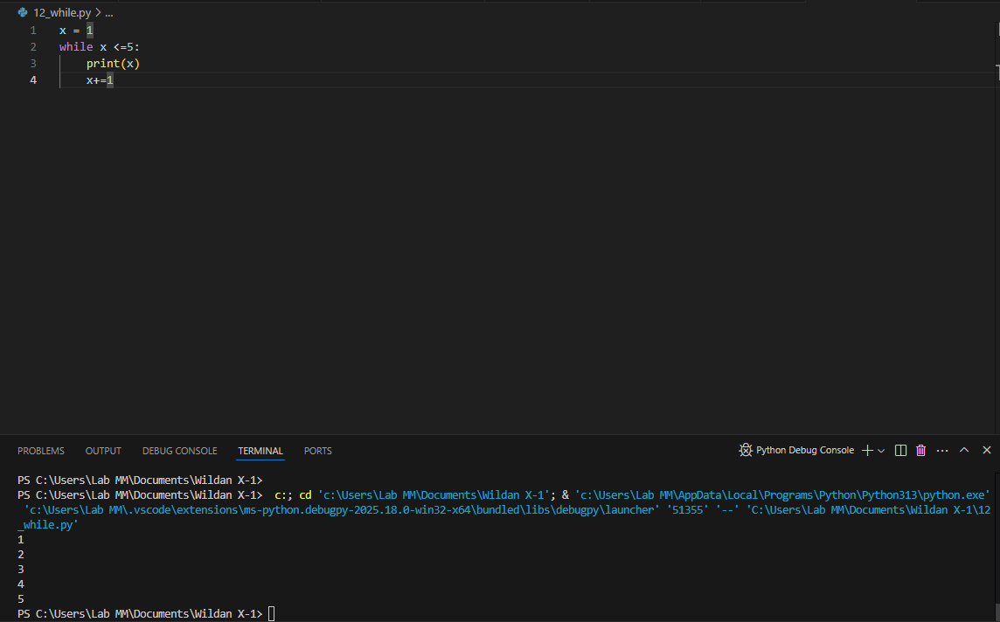 12_while.py > ...
1 x = 1
2 while x <=5:
3     print(x)
4     x+=1
PROBLEMS OUTPUT DEBUG CONSOLE TERMINAL PORTS Python Debug Console
PS C:\Users\Lab MM\Documents\Wildan X-1>
PS C:\Users\Lab MM\Documents\Wildan X-1>  c:; cd 'c:\Users\Lab MM\Documents\Wildan X-1'; & 'c:\Users\Lab MM\AppData\Local\Programs\Python\Python313\python.exe'
 'c:\Users\Lab MM\.vscode\extensions\ms-python.debugpy-2025.18.0-win32-x64\bundled\libs\debugpy\launcher' '51355' '--' 'C:\Users\Lab MM\Documents\Wildan X-1\12
_while.py'
1
2
3
4
5
PS C:\Users\Lab MM\Documents\Wildan X-1>